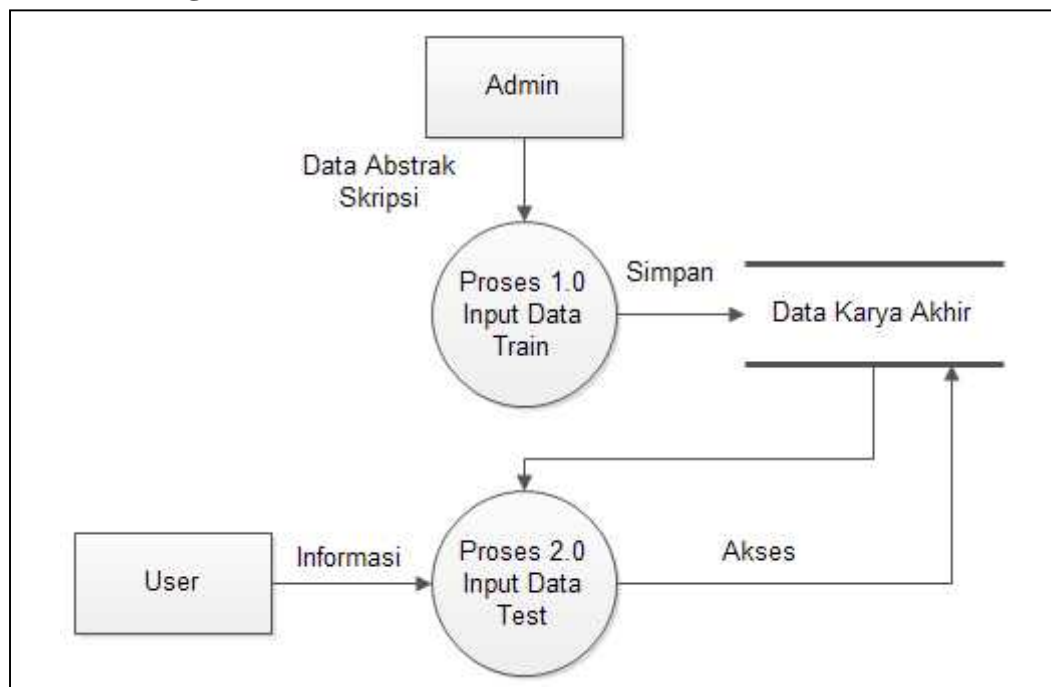 Admin
Data Abstrak
Skripsi
Proses 1.0
Input Data
Train
Simpan
Data Karya Akhir
User
Informasi
Proses 2.0
Input Data
Test
Akses